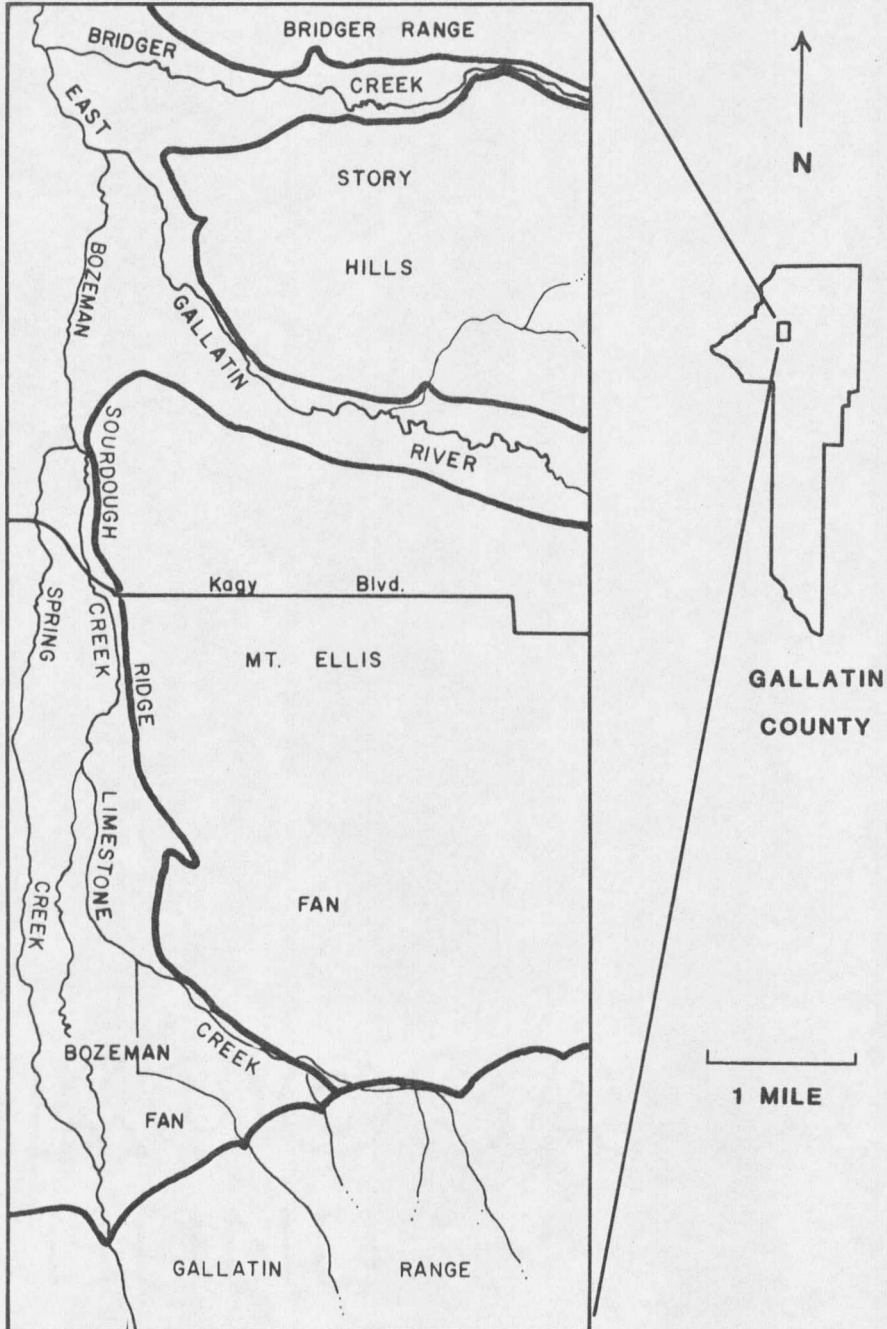 BRIDGER RANGE
BRIDGER
CREEK
EAST
GALLATIN
RIVER
STORY
HILLS
BOZEMAN
CREEK
SOURDOUGH
RIDGE
Kagy Blvd.
SPRING
CREEK
MT. ELLIS
FAN
LIMESTONE
CREEK
BOZEMAN
FAN
GALLATIN RANGE
N
GALLATIN
COUNTY
1 MILE